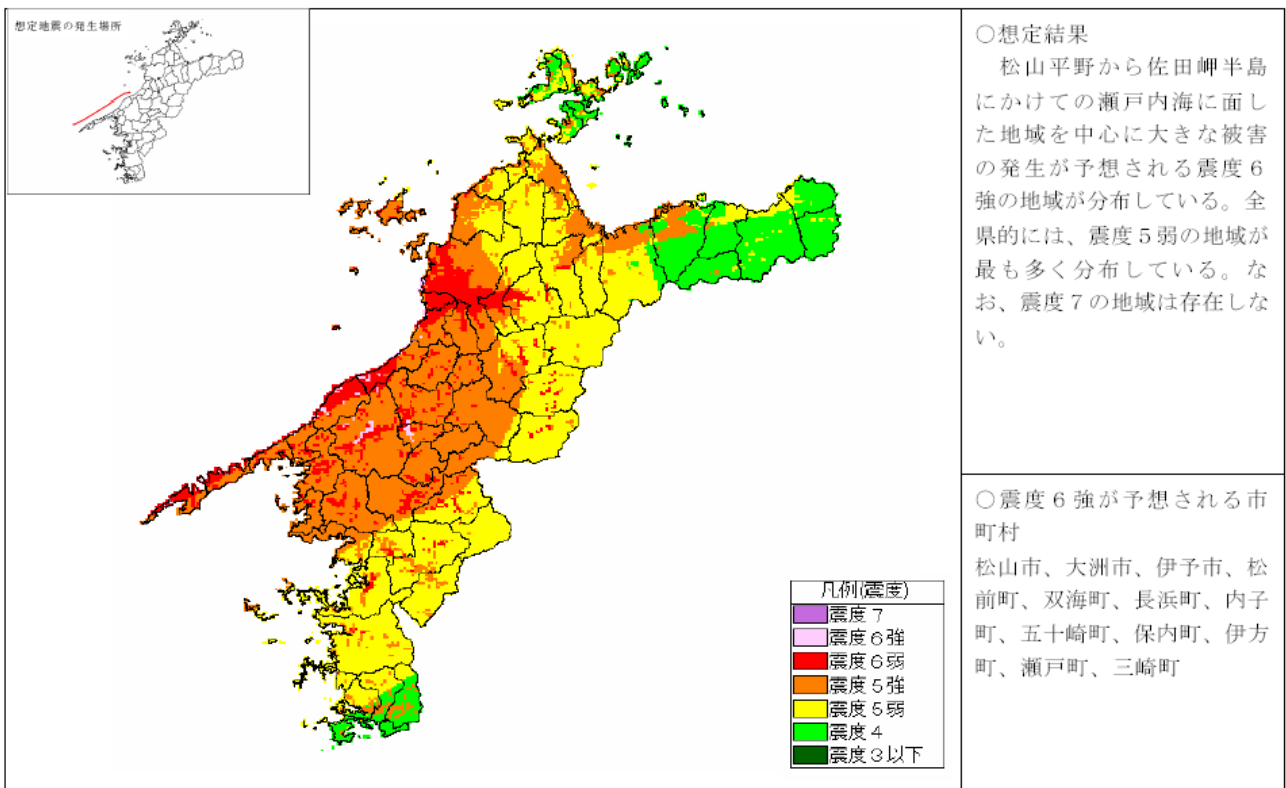 想定地震の発生場所
○想定結果
　松山平野から佐田岬半島
にかけての瀬戸内海に面し
た地域を中心に大きな被害
の発生が予想される震度６
強の地域が分布している。全
県的には、震度５弱の地域が
最も多く分布している。な
お、震度７の地域は存在しな
い。
○震度６強が予想される市
町村
松山市、大洲市、伊予市、松
前町、双海町、長浜町、内子
町、五十崎町、保内町、伊方
町、瀬戸町、三崎町
凡例(震度)
震度７
震度６強
震度６弱
震度５強
震度５弱
震度４
震度３以下